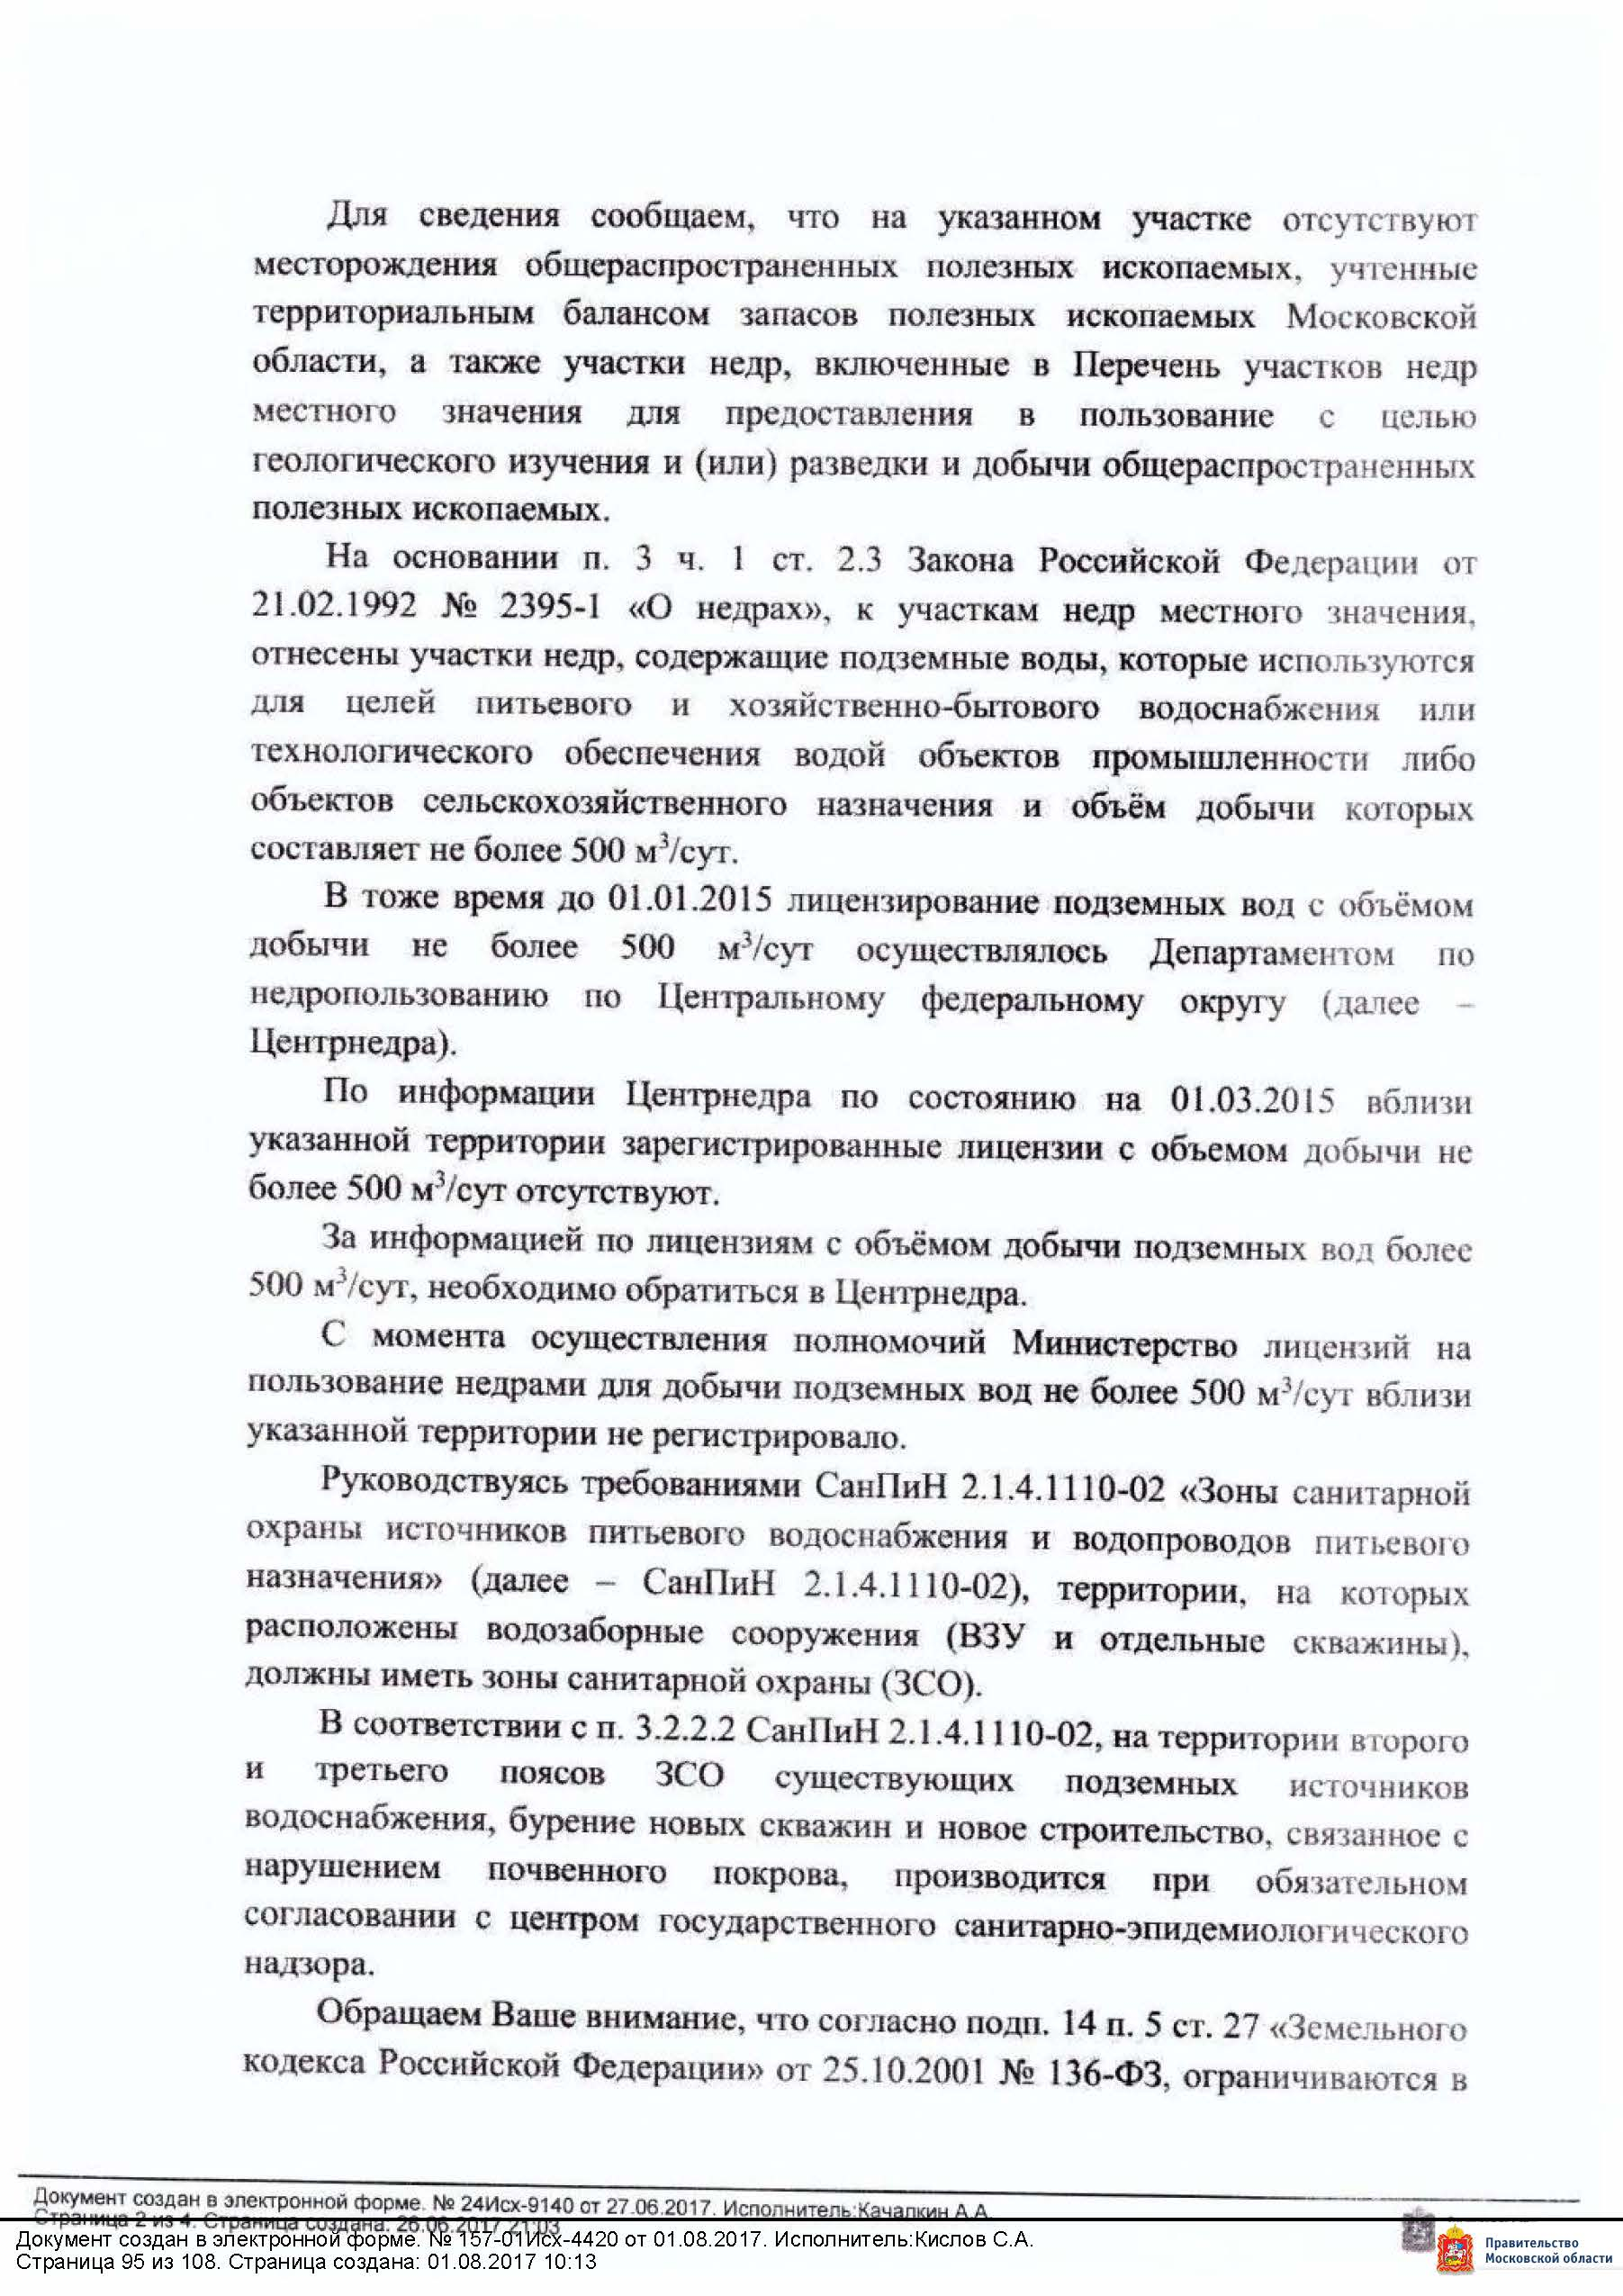 Для сведения сообщаем, что на указанном участке отсутствуют
месторождения общераспространенных полезных ископаемых, учтенные
территориальным балансом запасов полезных ископаемых Московской
области, а также участки недр, включенные в Перечень участков недр
местного значения для предоставления в пользование с целью
геологического изучения и (или) разведки и добычи общераспространенных
полезных ископаемых.
На основании п. 3 ч. 1 ст. 2.3 Закона Российской Федерации от
21.02.1992 № 2395-1 «О недрах», к участкам недр местного значения,
отнесены участки недр, содержащие подземные воды, которые используются
для целей питьевого и хозяйственно-бытового водоснабжения или
технологического обеспечения водой объектов промышленности либо
объектов сельскохозяйственного назначения и объём добычи которых
составляет не более 500 м³/сут.
В тоже время до 01.01.2015 лицензирование подземных вод с объёмом
добычи не более 500 м³/сут осуществлялось Департаментом по
недропользованию по Центральному федеральному округу (далее –
Центрнедра).
По информации Центрнедра по состоянию на 01.03.2015 вблизи
указанной территории зарегистрированные лицензии с объемом добычи не
более 500 м³/сут отсутствуют.
За информацией по лицензиям с объёмом добычи подземных вод более
500 м³/сут, необходимо обратиться в Центрнедра.
С момента осуществления полномочий Министерство лицензий на
пользование недрами для добычи подземных вод не более 500 м³/сут вблизи
указанной территории не регистрировало.
Руководствуясь требованиями СанПиН 2.1.4.1110-02 «Зоны санитарной
охраны источников питьевого водоснабжения и водопроводов питьевого
назначения» (далее – СанПиН 2.1.4.1110-02), территории, на которых
расположены водозаборные сооружения (ВЗУ и отдельные скважины),
должны иметь зоны санитарной охраны (ЗСО).
В соответствии с п. 3.2.2.2 СанПиН 2.1.4.1110-02, на территории второго
и третьего поясов ЗСО существующих подземных источников
водоснабжения, бурение новых скважин и новое строительство, связанное с
нарушением почвенного покрова, производится при обязательном
согласовании с центром государственного санитарно-эпидемиологического
надзора.
Обращаем Ваше внимание, что согласно подп. 14 п. 5 ст. 27 «Земельного
кодекса Российской Федерации» от 25.10.2001 № 136-ФЗ, ограничиваются в
Документ создан в электронной форме. № 24Исх-9140 от 27.06.2017. Исполнитель:Качалкин А.А.
Страница 2 из 4. Страница создана: 26.06.2017 21:03
Документ создан в электронной форме. № 157-01Исх-4420 от 01.08.2017. Исполнитель:Кислов С.А.
Страница 95 из 108. Страница создана: 01.08.2017 10:13
Правительство
Московской области